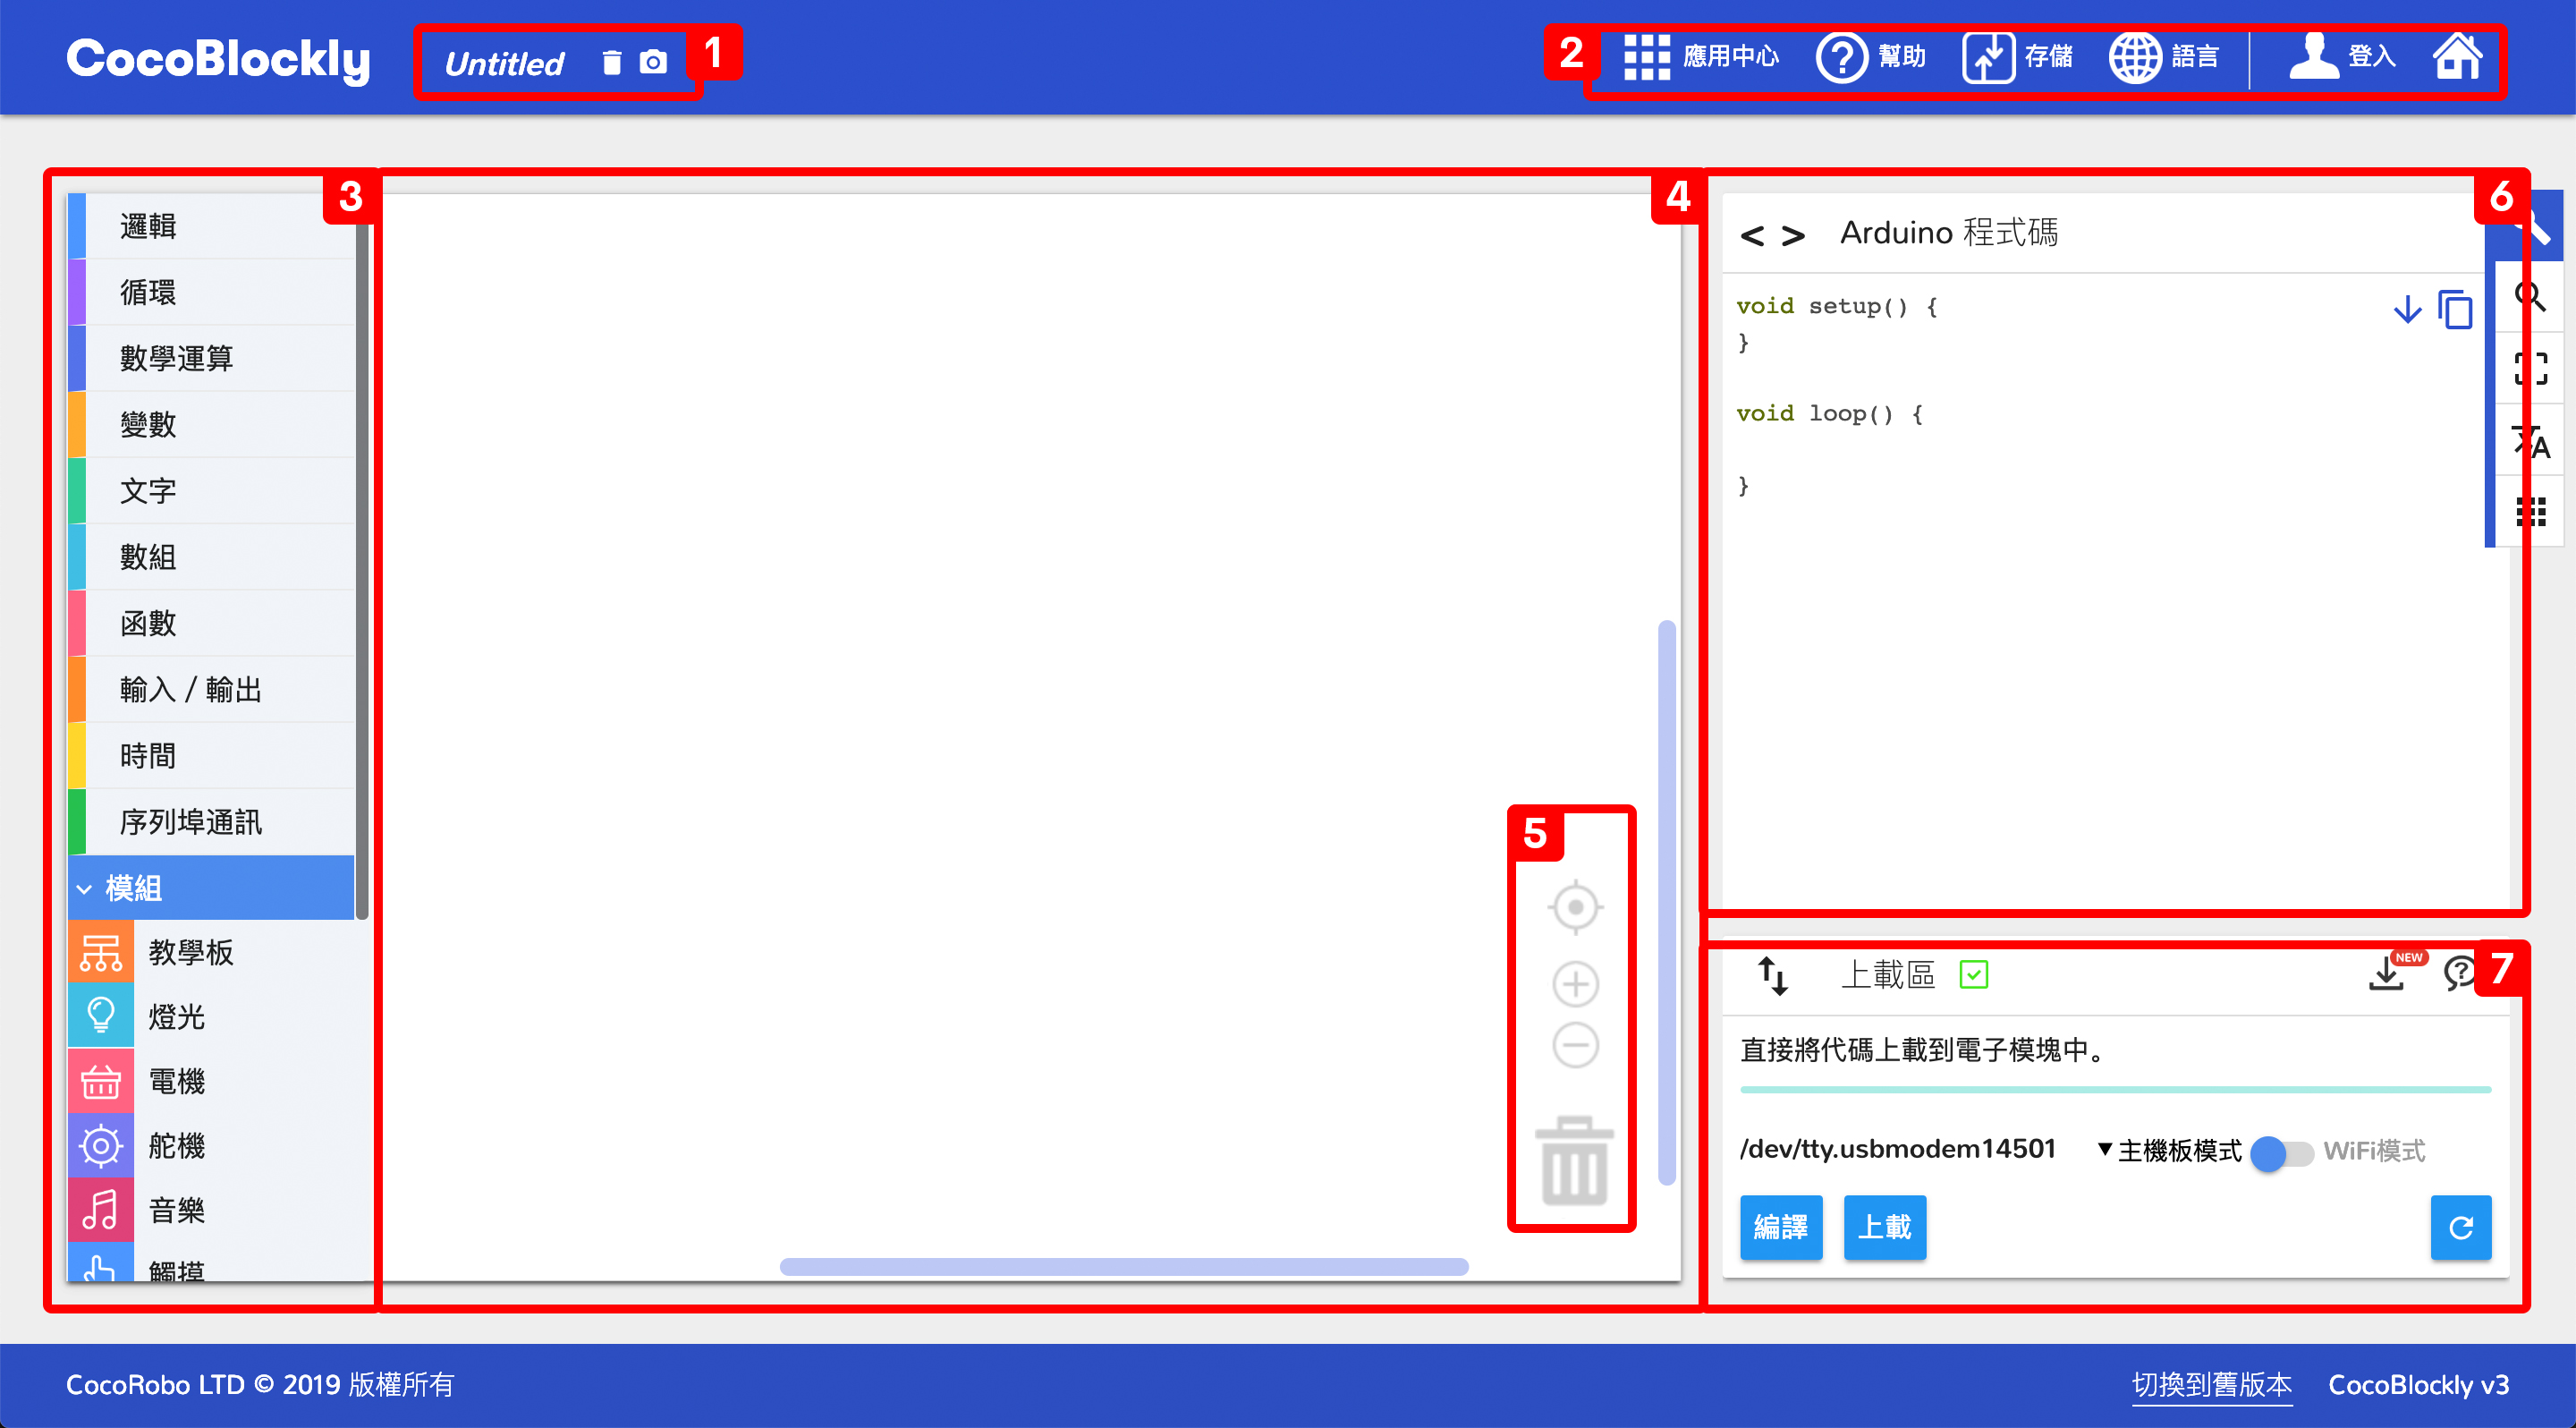 CocoBlockly
Untitled
1
2
應用中心
幫助
存儲
語言
登入
3
邏輯
循環
數學運算
變數
文字
數組
函數
輸入 / 輸出
時間
序列埠通訊
模組
教學板
燈光
電機
舵機
音樂
觸摸
4
5
6
< > Arduino 程式碼
void setup() {
}
void loop() {
}
7
上載區
NEW
直接將代碼上載到電子模塊中。
/dev/tty.usbmodem14501 ▼ 主機板模式 WiFi模式
編譯 上載
CocoRobo LTD © 2019 版權所有
切換到舊版本 CocoBlockly v3